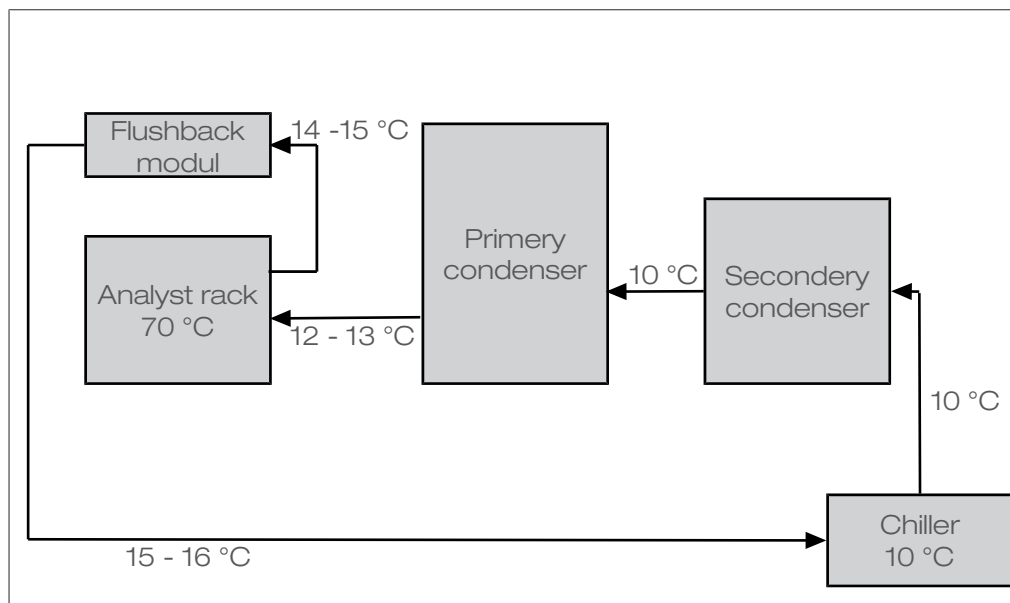 Flushback
modul
14 -15 °C
Primery
condenser
Secondery
condenser
10 °C
Analyst rack
70 °C
12 - 13 °C
10 °C
Chiller
10 °C
15 - 16 °C